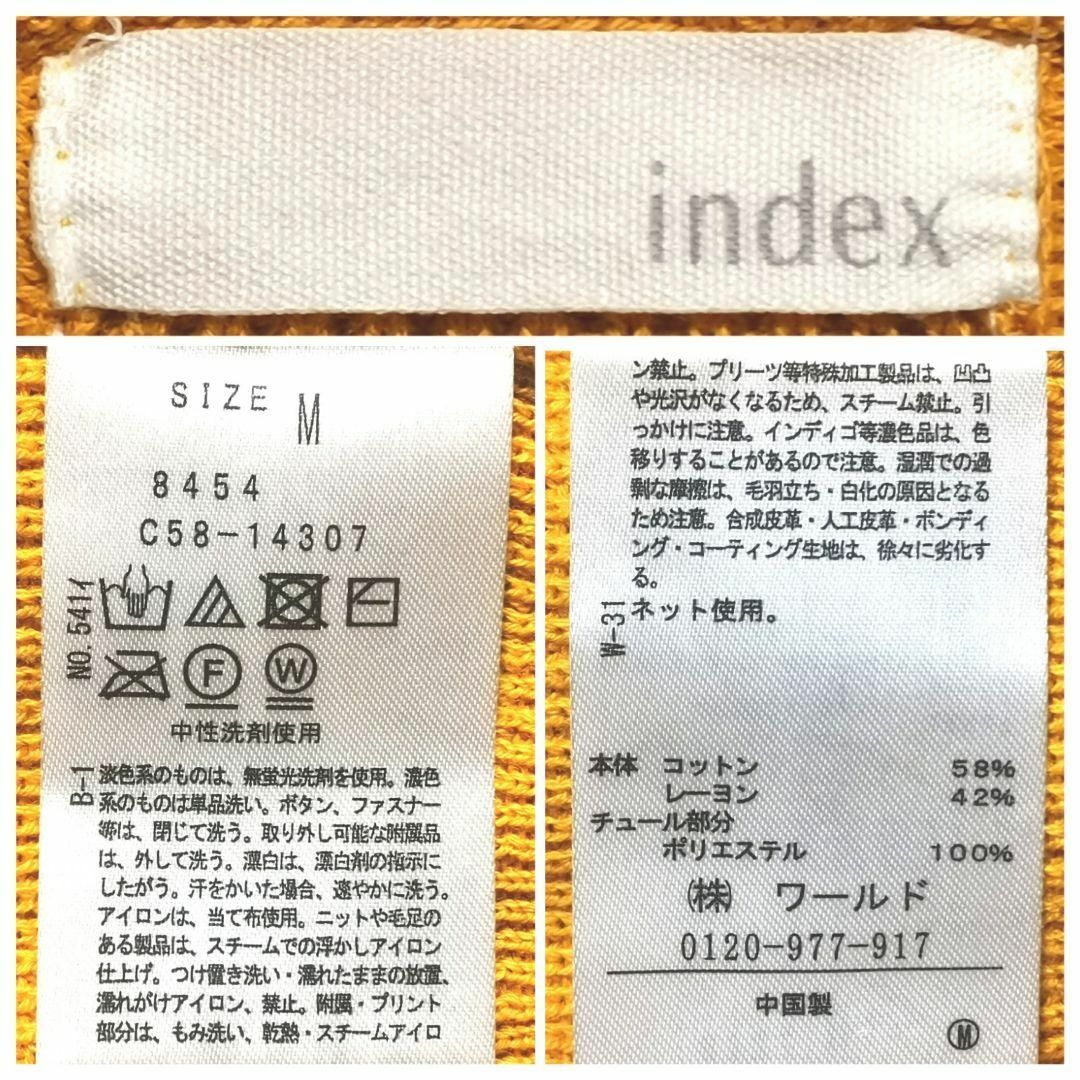 index
SIZE M
8454
C58-14307
NO.541イ
F W
中性洗剤使用
B-1
淡色系のものは、無蛍光洗剤を使用。濃色
系のものは単品洗い。ボタン、ファスナー
等は、閉じて洗う。取り外し可能な附属品
は、外して洗う。漂白は、漂白剤の指示に
したがう。汗をかいた場合、速やかに洗う。
アイロンは、当て布使用。ニットや毛足の
ある製品は、スチームでの浮かしアイロン
仕上げ。つけ置き洗い・濡れたままの放置、
濡れがけアイロン、禁止。附属・プリント
部分は、もみ洗い、乾熱・スチームアイロ
ン禁止。プリーツ等特殊加工製品は、凹凸
や光沢がなくなるため、スチーム禁止。引
っかけに注意。インディゴ等濃色品は、色
移りすることがあるので注意。湿潤での過
剰な摩擦は、毛羽立ち・白化の原因となる
ため注意。合成皮革・人工皮革・ボンディ
ング・コーティング生地は、徐々に劣化す
る。
W-31
ネット使用。
本体 コットン 58%
レーヨン 42%
チュール部分
ポリエステル 100%
㈱ ワールド
0120-977-917
中国製
Ⓜ